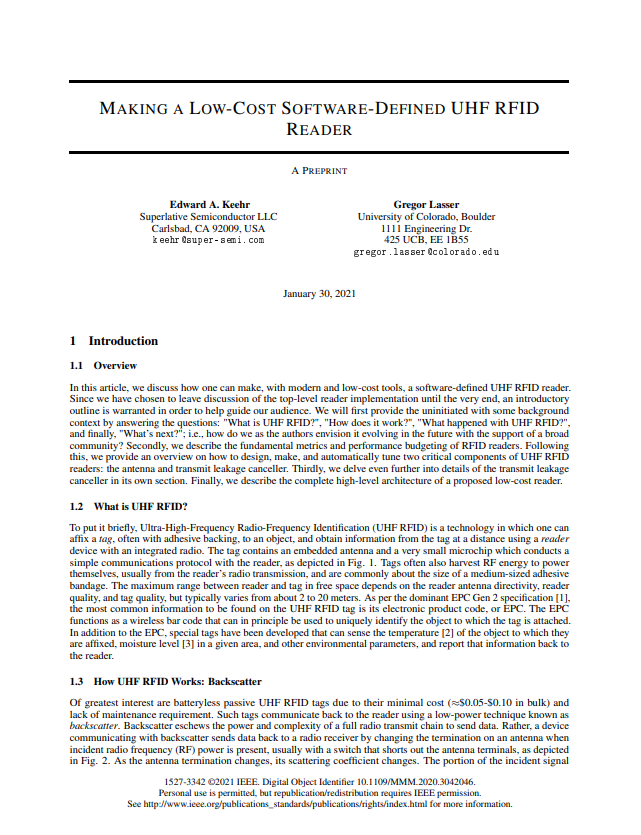 MAKING A LOW-COST SOFTWARE-DEFINED UHF RFID
READER
A PREPRINT
Edward A. Keehr
Superlative Semiconductor LLC
Carlsbad, CA 92009, USA
keehr@super-semi.com
Gregor Lasser
University of Colorado, Boulder
1111 Engineering Dr.
425 UCB, EE 1B55
gregor.lasser@colorado.edu
January 30, 2021
1 Introduction
1.1 Overview
In this article, we discuss how one can make, with modern and low-cost tools, a software-defined UHF RFID reader.
Since we have chosen to leave discussion of the top-level reader implementation until the very end, an introductory
outline is warranted in order to help guide our audience. We will first provide the uninitiated with some background
context by answering the questions: "What is UHF RFID?", "How does it work?", "What happened with UHF RFID?",
and finally, "What's next?"; i.e., how do we as the authors envision it evolving in the future with the support of a broad
community? Secondly, we describe the fundamental metrics and performance budgeting of RFID readers. Following
this, we provide an overview on how to design, make, and automatically tune two critical components of UHF RFID
readers: the antenna and transmit leakage canceller. Thirdly, we delve even further into details of the transmit leakage
canceller in its own section. Finally, we describe the complete high-level architecture of a proposed low-cost reader.
1.2 What is UHF RFID?
To put it briefly, Ultra-High-Frequency Radio-Frequency Identification (UHF RFID) is a technology in which one can
affix a tag, often with adhesive backing, to an object, and obtain information from the tag at a distance using a reader
device with an integrated radio. The tag contains an embedded antenna and a very small microchip which conducts a
simple communications protocol with the reader, as depicted in Fig. 1. Tags often also harvest RF energy to power
themselves, usually from the reader's radio transmission, and are commonly about the size of a medium-sized adhesive
bandage. The maximum range between reader and tag in free space depends on the reader antenna directivity, reader
quality, and tag quality, but typically varies from about 2 to 20 meters. As per the dominant EPC Gen 2 specification [1],
the most common information to be found on the UHF RFID tag is its electronic product code, or EPC. The EPC
functions as a wireless bar code that can in principle be used to uniquely identify the object to which the tag is attached.
In addition to the EPC, special tags have been developed that can sense the temperature [2] of the object to which they
are affixed, moisture level [3] in a given area, and other environmental parameters, and report that information back to
the reader.
1.3 How UHF RFID Works: Backscatter
Of greatest interest are batteryless passive UHF RFID tags due to their minimal cost (≈$0.05-$0.10 in bulk) and
lack of maintenance requirement. Such tags communicate back to the reader using a low-power technique known as
backscatter. Backscatter eschews the power and complexity of a full radio transmit chain to send data. Rather, a device
communicating with backscatter sends data back to a radio receiver by changing the termination on an antenna when
incident radio frequency (RF) power is present, usually with a switch that shorts out the antenna terminals, as depicted
in Fig. 2. As the antenna termination changes, its scattering coefficient changes. The portion of the incident signal
1527-3342 ©2021 IEEE. Digital Object Identifier 10.1109/MMM.2020.3042046.
Personal use is permitted, but republication/redistribution requires IEEE permission.
See http://www.ieee.org/publications_standards/publications/rights/index.html for more information.